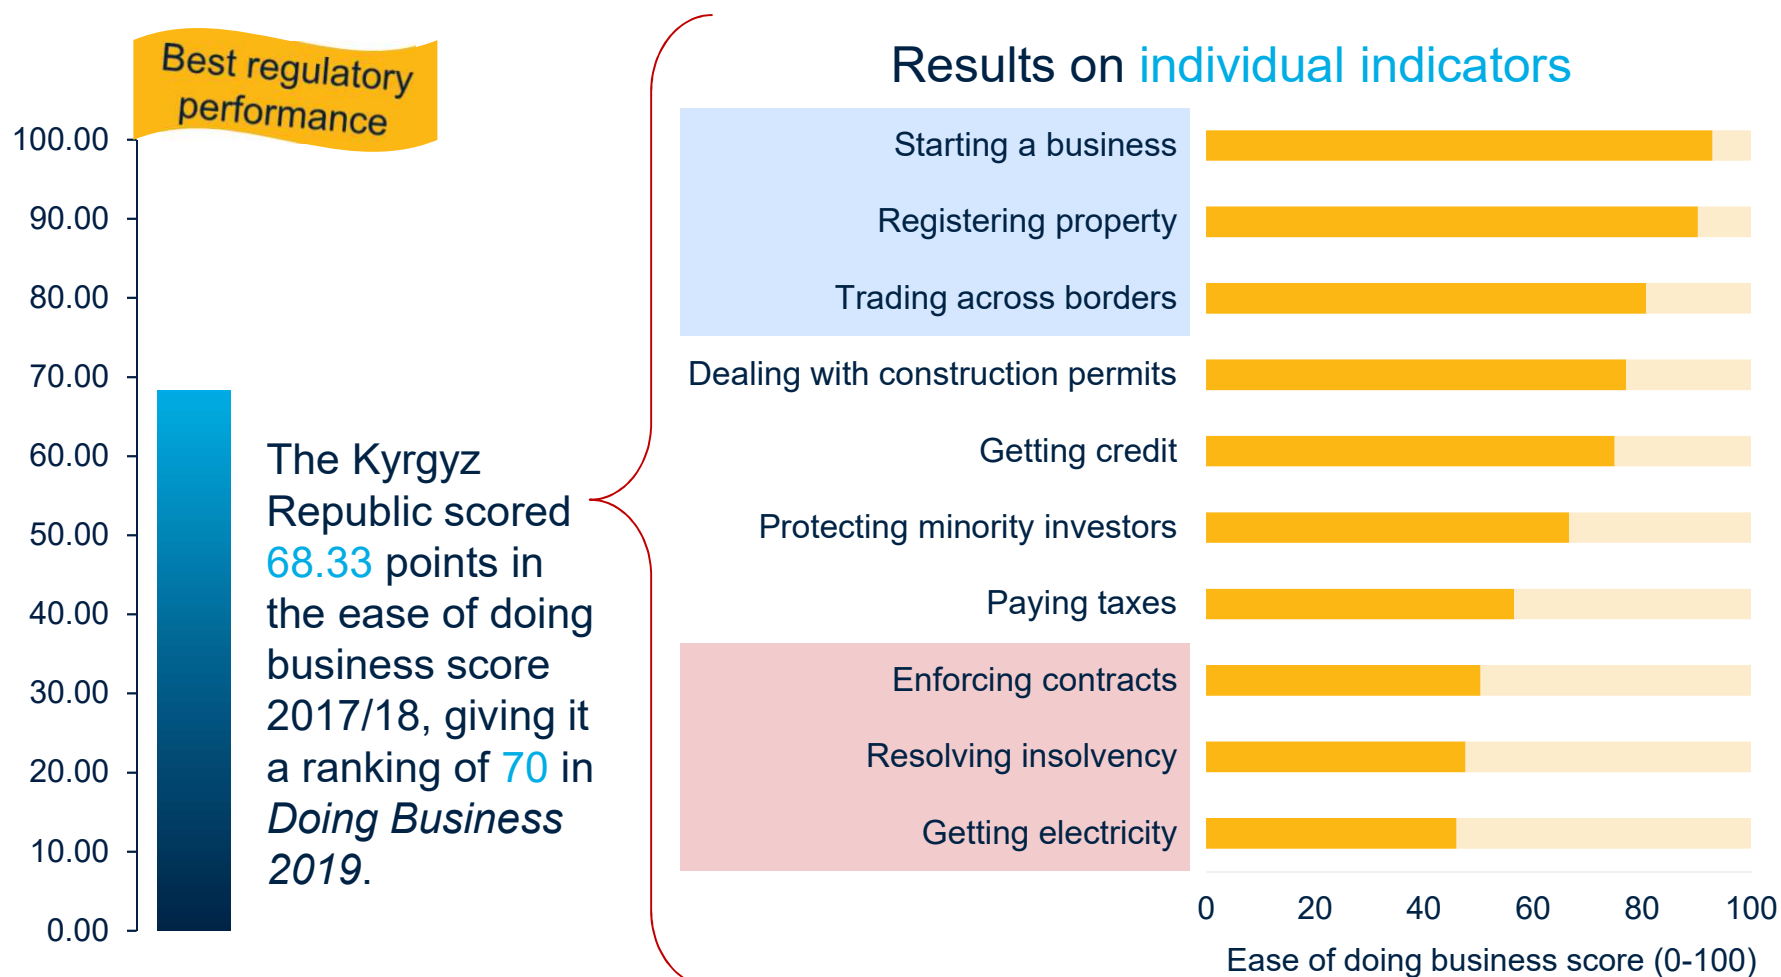 Best regulatory
performance
100.00
90.00
80.00
70.00
60.00
50.00
40.00
30.00
20.00
10.00
0.00
The Kyrgyz
Republic scored
68.33 points in
the ease of doing
business score
2017/18, giving it
a ranking of 70 in
Doing Business
2019.
Results on individual indicators
Starting a business
Registering property
Trading across borders
Dealing with construction permits
Getting credit
Protecting minority investors
Paying taxes
Enforcing contracts
Resolving insolvency
Getting electricity
0 20 40 60 80 100
Ease of doing business score (0-100)